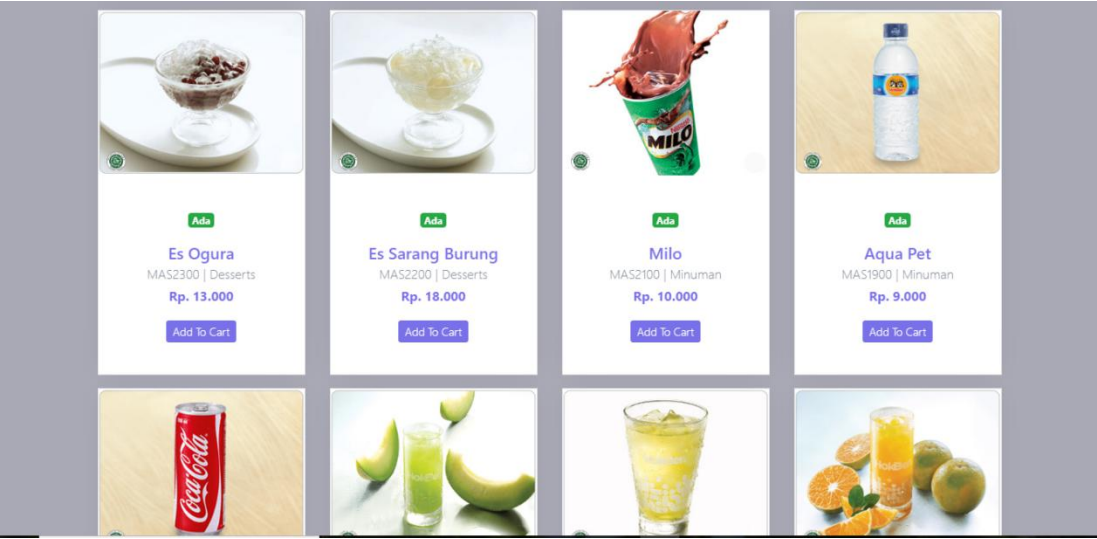 Ada
Es Ogura
MAS2300 | Desserts
Rp. 13.000
Add To Cart
Ada
Es Sarang Burung
MAS2200 | Desserts
Rp. 18.000
Add To Cart
Nestlé
MILO
Ada
Milo
MAS2100 | Minuman
Rp. 10.000
Add To Cart
Ada
Aqua Pet
MAS1900 | Minuman
Rp. 9.000
Add To Cart
Coca-Cola